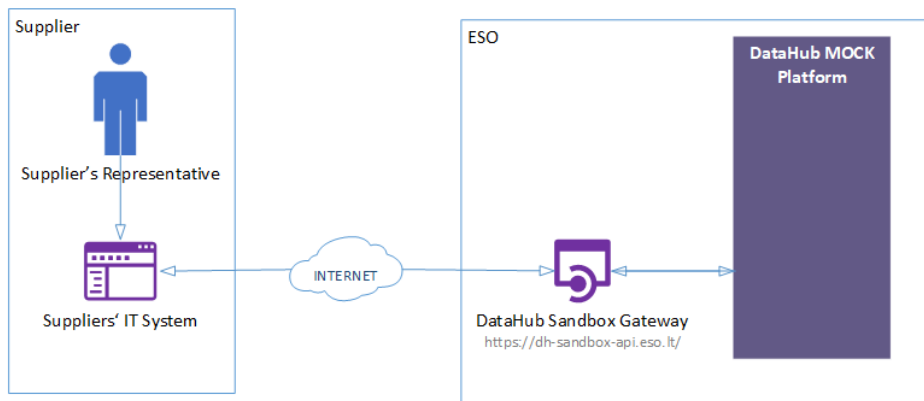 Supplier
Supplier’s Representative
Suppliers‘ IT System
INTERNET
ESO
DataHub Sandbox Gateway
https://dh-sandbox-api.eso.lt/
DataHub MOCK
Platform